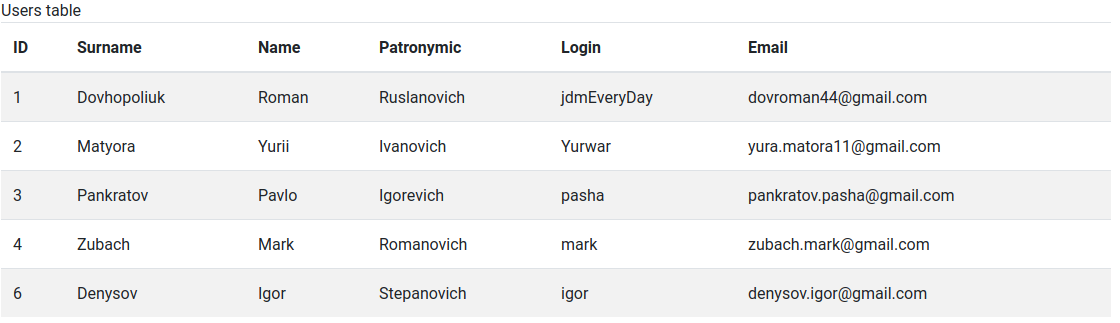 Users table
ID Surname Name Patronymic Login Email
1 Dovhopoliuk Roman Ruslanovich jdmEveryDay dovroman44@gmail.com
2 Matyora Yurii Ivanovich Yurwar yura.matora11@gmail.com
3 Pankratov Pavlo Igorevich pasha pankratov.pasha@gmail.com
4 Zubach Mark Romanovich mark zubach.mark@gmail.com
6 Denysov Igor Stepanovich igor denysov.igor@gmail.com